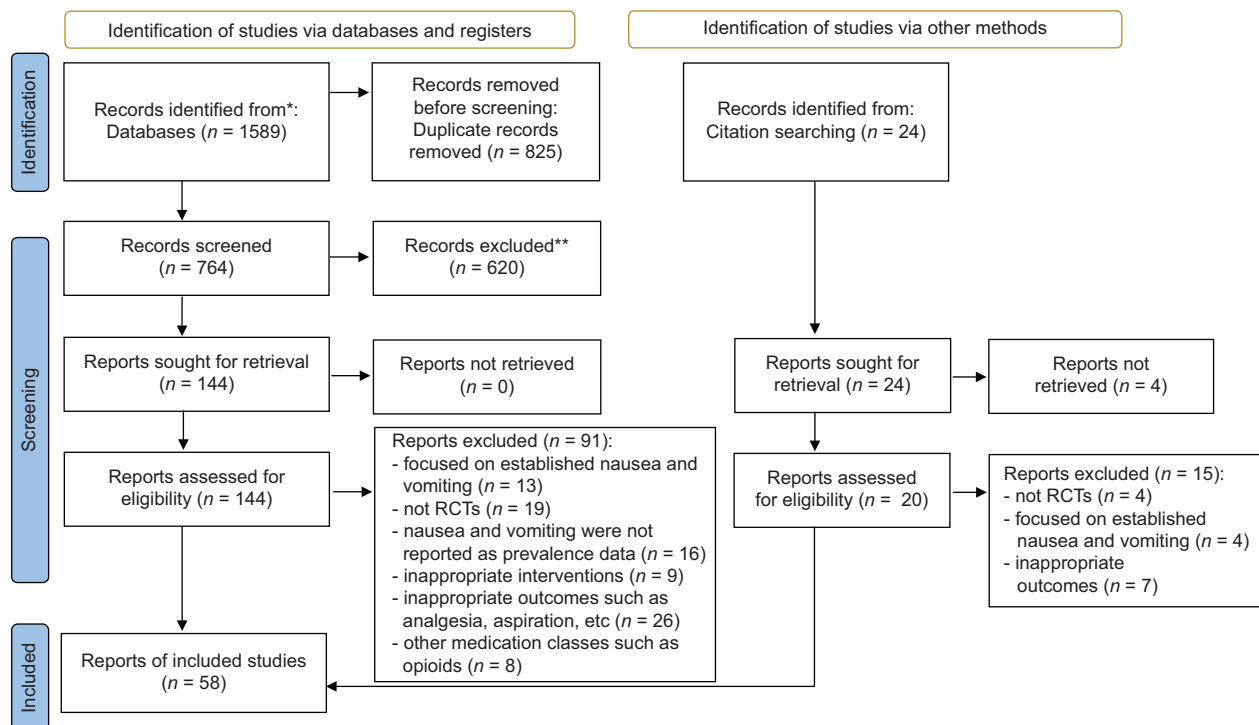 Identification of studies via databases and registers
Identification of studies via other methods
Identification
Records identified from*:
Databases (n = 1589)
Records removed
before screening:
Duplicate records
removed (n = 825)
Records identified from:
Citation searching (n = 24)
Screening
Records screened
(n = 764)
Records excluded**
(n = 620)
Reports sought for retrieval
(n = 144)
Reports not retrieved
(n = 0)
Reports sought for
retrieval (n = 24)
Reports not
retrieved (n = 4)
Reports assessed for
eligibility (n = 144)
Reports excluded (n = 91):
- focused on established nausea and
vomiting (n = 13)
- not RCTs (n = 19)
- nausea and vomiting were not
reported as prevalence data (n = 16)
- inappropriate interventions (n = 9)
- inappropriate outcomes such as
analgesia, aspiration, etc (n = 26)
- other medication classes such as
opioids (n = 8)
Reports assessed
for eligibility (n = 20)
Reports excluded (n = 15):
- not RCTs (n = 4)
- focused on established
nausea and vomiting (n = 4)
- inappropriate
outcomes (n = 7)
Included
Reports of included studies
(n = 58)